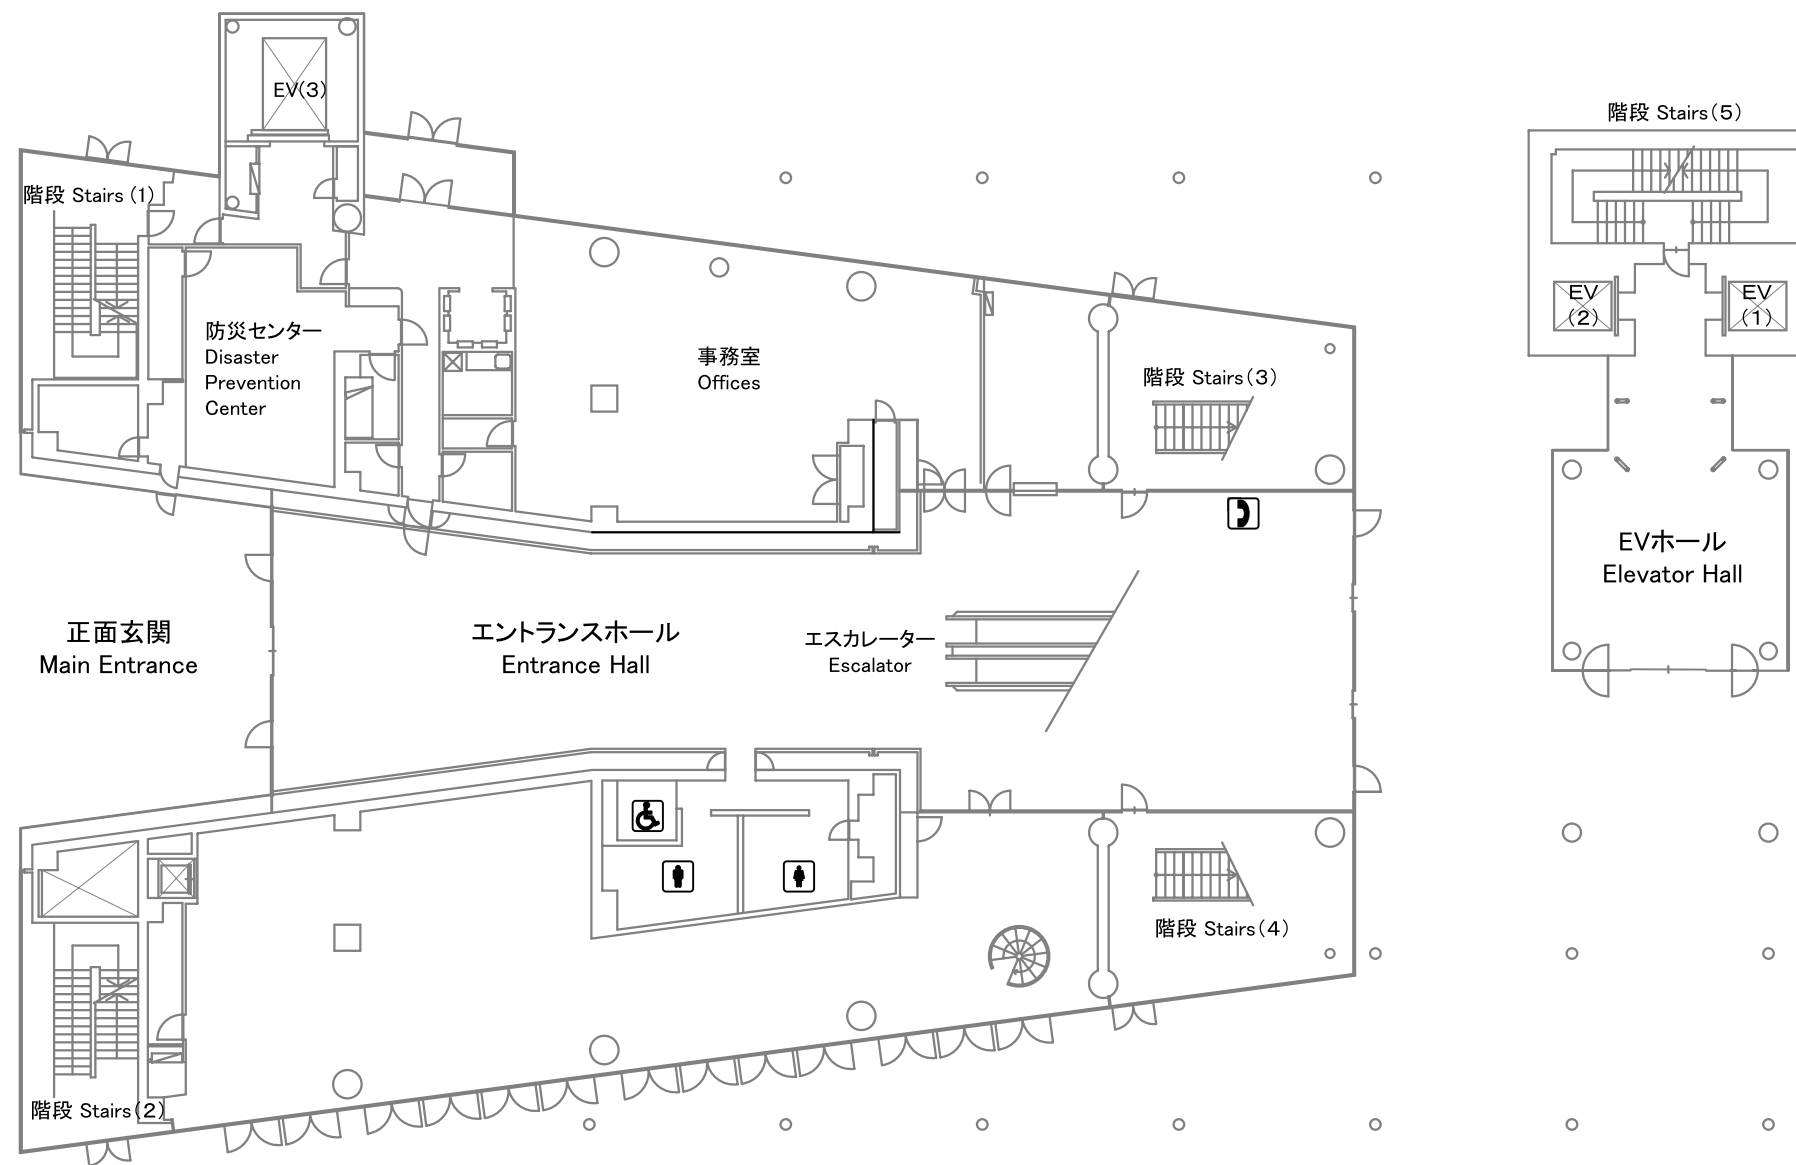 EV(3)
階段 Stairs(5)
階段 Stairs(1)
EV
(2)
EV
(1)
防災センター
Disaster
Prevention
Center
事務室
Offices
階段 Stairs(3)
EVホール
Elevator Hall
正面玄関
Main Entrance
エントランスホール
Entrance Hall
エスカレーター
Escalator
階段 Stairs(4)
階段 Stairs(2)